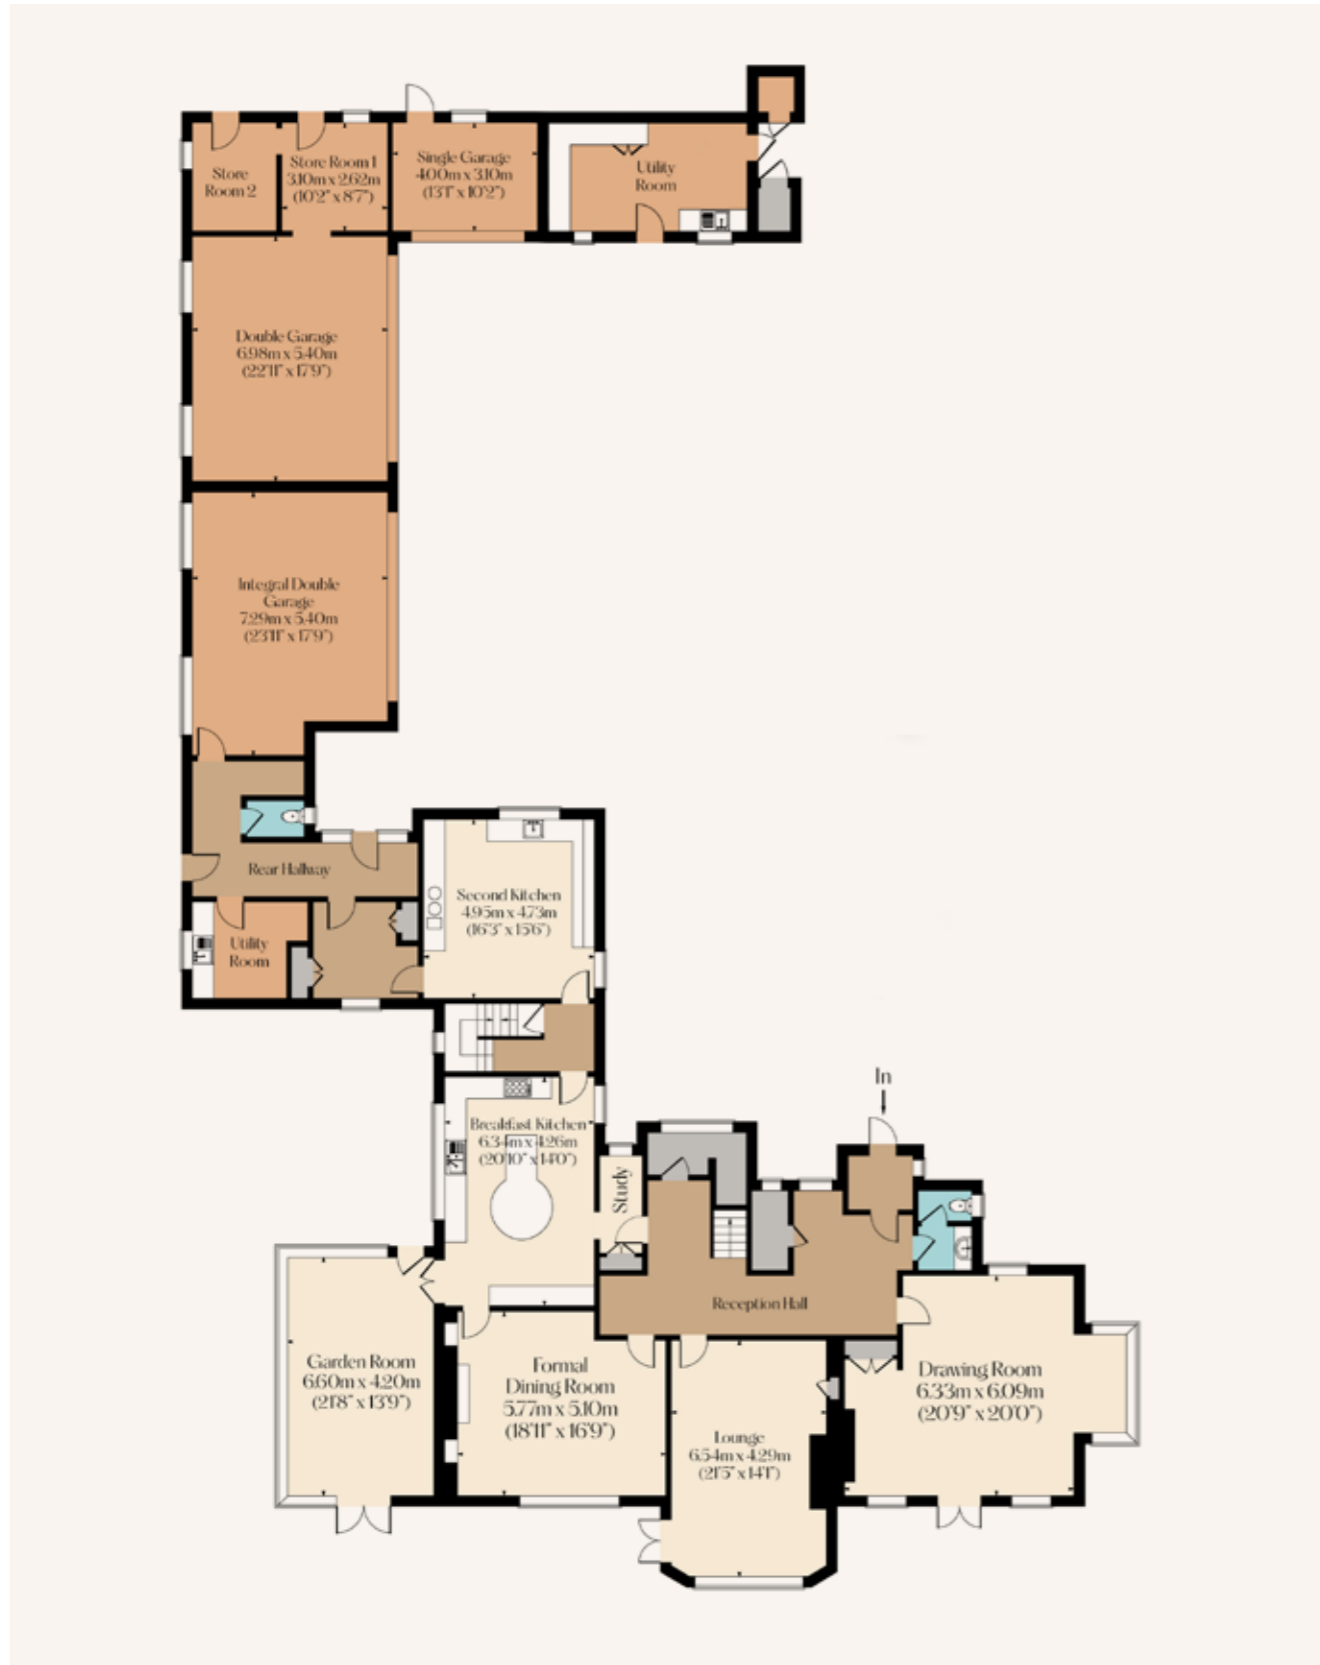 Store
Room 2
Store Room 1
3.10m x 2.62m
(10'2" x 8'7")
Single Garage
4.00m x 3.10m
(13'1" x 10'2")
Utility
Room
Double Garage
6.98m x 5.40m
(22'11" x 17'9")
Integral Double
Garage
7.29m x 5.40m
(23'11" x 17'9")
Rear Hallway
Second Kitchen
4.95m x 4.73m
(16'3" x 15'6")
Utility
Room
In
Breakfast Kitchen
6.34m x 4.26m
(20'10" x 14'0")
Study
Reception Hall
Garden Room
6.60m x 4.20m
(21'8" x 13'9")
Formal
Dining Room
5.77m x 5.10m
(18'11" x 16'9")
Lounge
6.54m x 4.29m
(21'5" x 14'1")
Drawing Room
6.33m x 6.09m
(20'9" x 20'0")